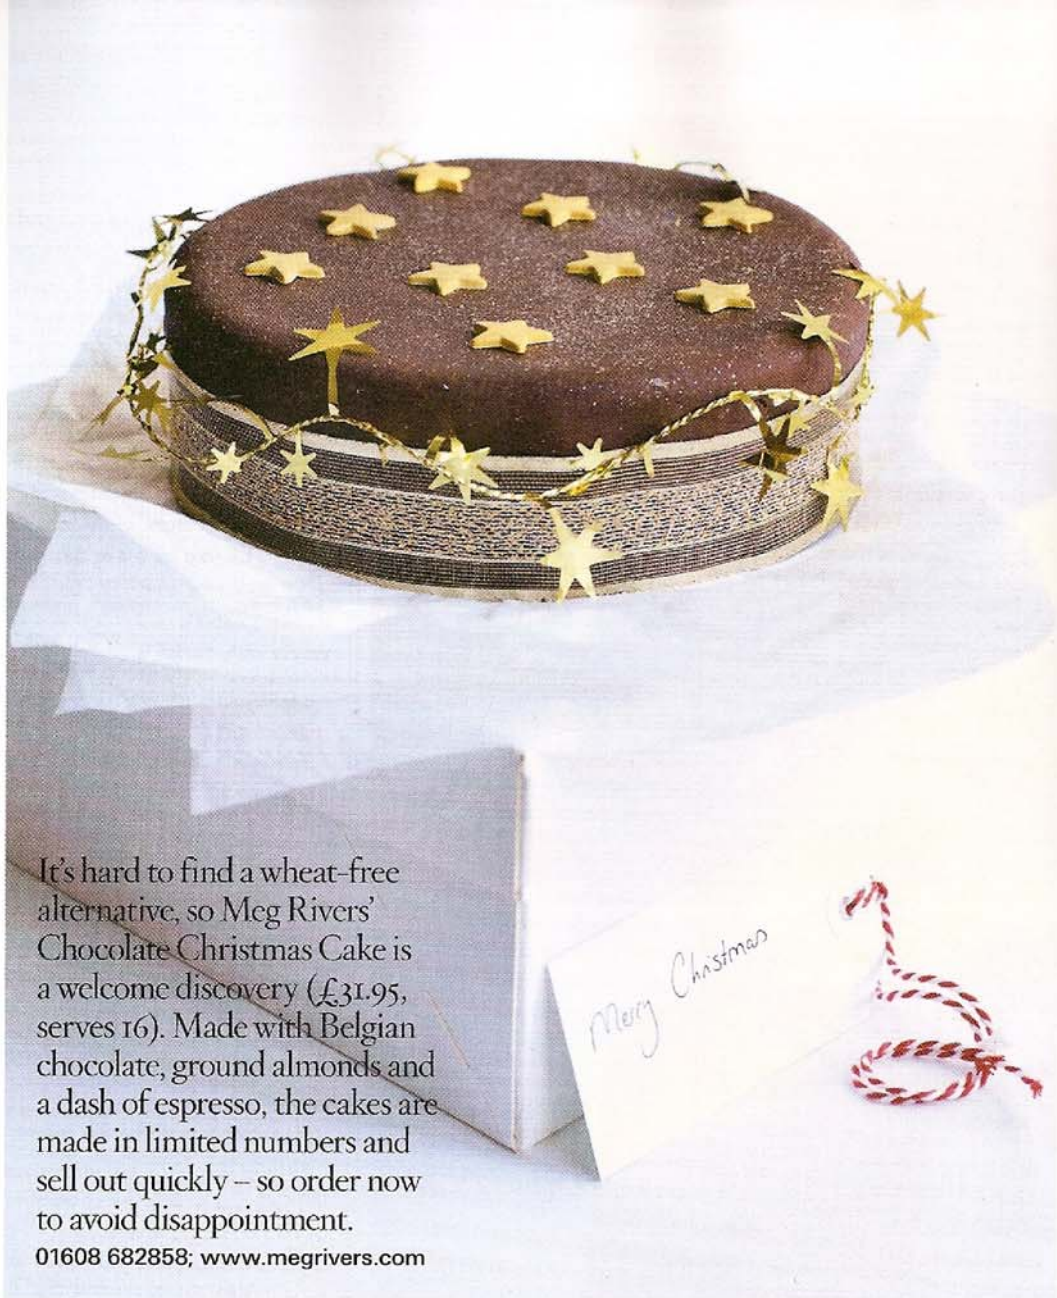 It's hard to find a wheat-free
alternative, so Meg Rivers'
Chocolate Christmas Cake is
a welcome discovery (£31.95,
serves 16). Made with Belgian
chocolate, ground almonds and
a dash of espresso, the cakes are
made in limited numbers and
sell out quickly – so order now
to avoid disappointment.
01608 682858; www.megrivers.com
Merry Christmas